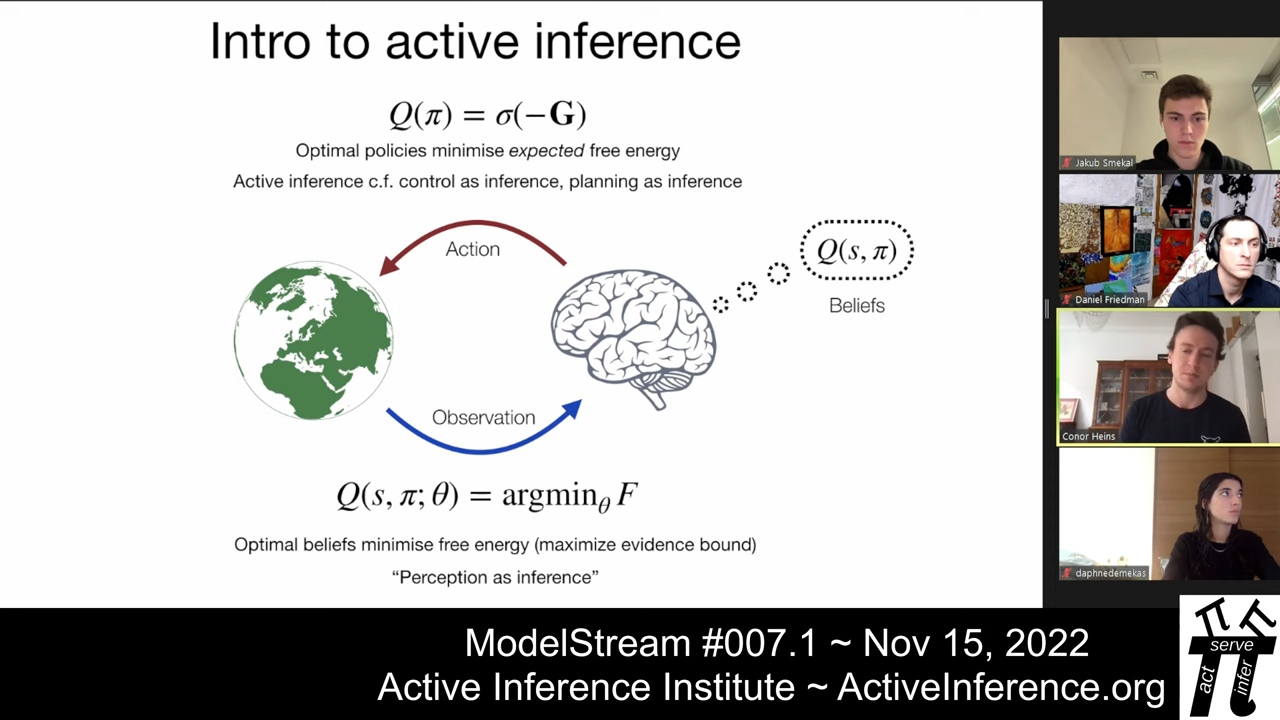 Intro to active inference
Q(π) = σ(−G)
Optimal policies minimise expected free energy
Active inference c.f. control as inference, planning as inference
Action
Q(s, π)
Beliefs
Observation
Q(s, π; θ) = argminθ F
Optimal beliefs minimise free energy (maximize evidence bound)
“Perception as inference”
Jakub Smekal
Daniel Friedman
Conor Heins
daphnedemekas
ModelStream #007.1 ~ Nov 15, 2022
Active Inference Institute ~ ActiveInference.org
π π
serve
π
act
infer